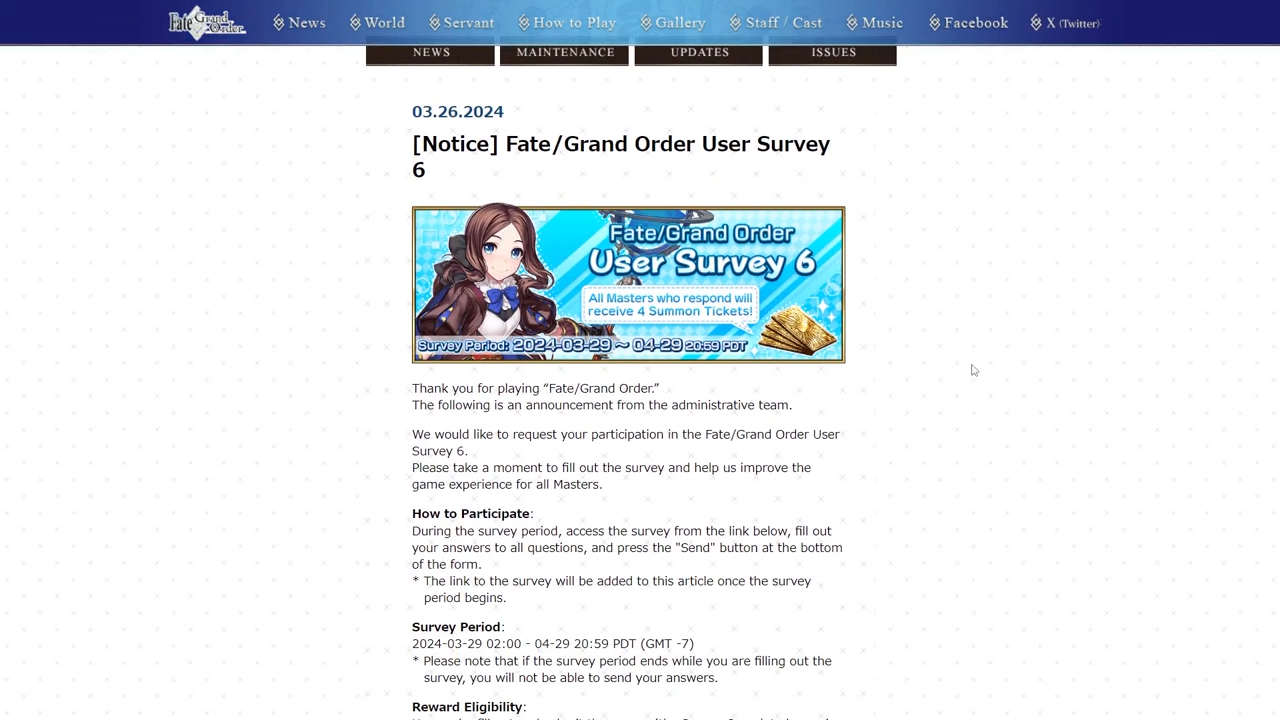 Fate Grand Order
News
World
Servant
How to Play
Gallery
Staff / Cast
Music
Facebook
X (Twitter)
NEWS
MAINTENANCE
UPDATES
ISSUES
03.26.2024
[Notice] Fate/Grand Order User Survey
6
Fate/Grand Order
User Survey 6
All Masters who respond will
receive 4 Summon Tickets!
Survey Period: 2024-03-29 ～ 04-29 20:59 PDT
Thank you for playing “Fate/Grand Order.”
The following is an announcement from the administrative team.
We would like to request your participation in the Fate/Grand Order User
Survey 6.
Please take a moment to fill out the survey and help us improve the
game experience for all Masters.
How to Participate:
During the survey period, access the survey from the link below, fill out
your answers to all questions, and press the "Send" button at the bottom
of the form.
* The link to the survey will be added to this article once the survey
period begins.
Survey Period:
2024-03-29 02:00 - 04-29 20:59 PDT (GMT -7)
* Please note that if the survey period ends while you are filling out the
survey, you will not be able to send your answers.
Reward Eligibility: